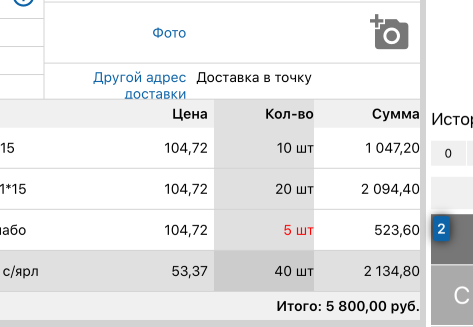 Фото
Другой адрес Доставка в точку
доставки
Цена Кол-во Сумма
15 104,72 10 шт 1 047,20
1*15 104,72 20 шт 2 094,40
або 104,72 5 шт 523,60
с/ярл 53,37 40 шт 2 134,80
Итого: 5 800,00 руб.
Истор
0
2
С